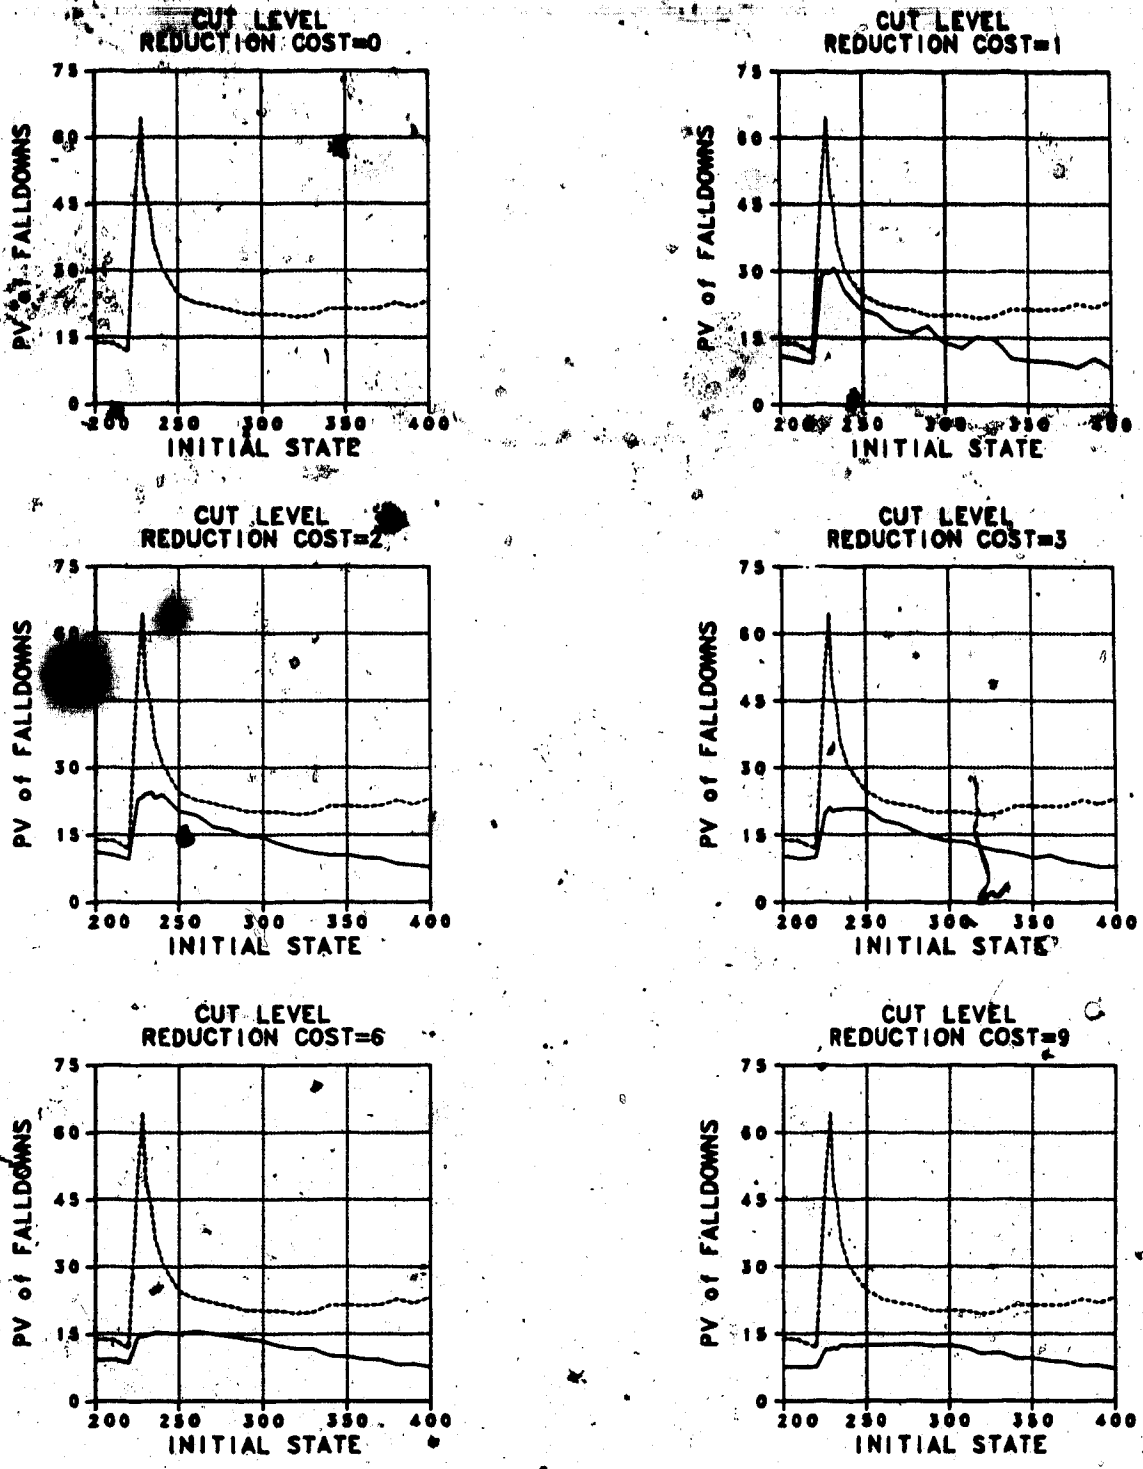 CUT LEVEL
REDUCTION COST=0
75
60
45
30
15
0
PV of FALLDOWNS
200 250 300 350 400
INITIAL STATE
CUT LEVEL
REDUCTION COST=1
75
60
45
30
15
0
PV of FALLDOWNS
200 250 300 350 400
INITIAL STATE
CUT LEVEL
REDUCTION COST=2
75
60
30
15
0
PV of FALLDOWNS
200 250 300 350 400
INITIAL STATE
CUT LEVEL
REDUCTION COST=3
75
60
45
30
15
0
PV of FALLDOWNS
200 250 300 350 400
INITIAL STATE
CUT LEVEL
REDUCTION COST=6
75
60
45
30
15
0
PV of FALLDOWNS
200 250 300 350 400
INITIAL STATE
CUT LEVEL
REDUCTION COST=9
75
60
45
30
15
0
PV of FALLDOWNS
200 250 300 350 400
INITIAL STATE